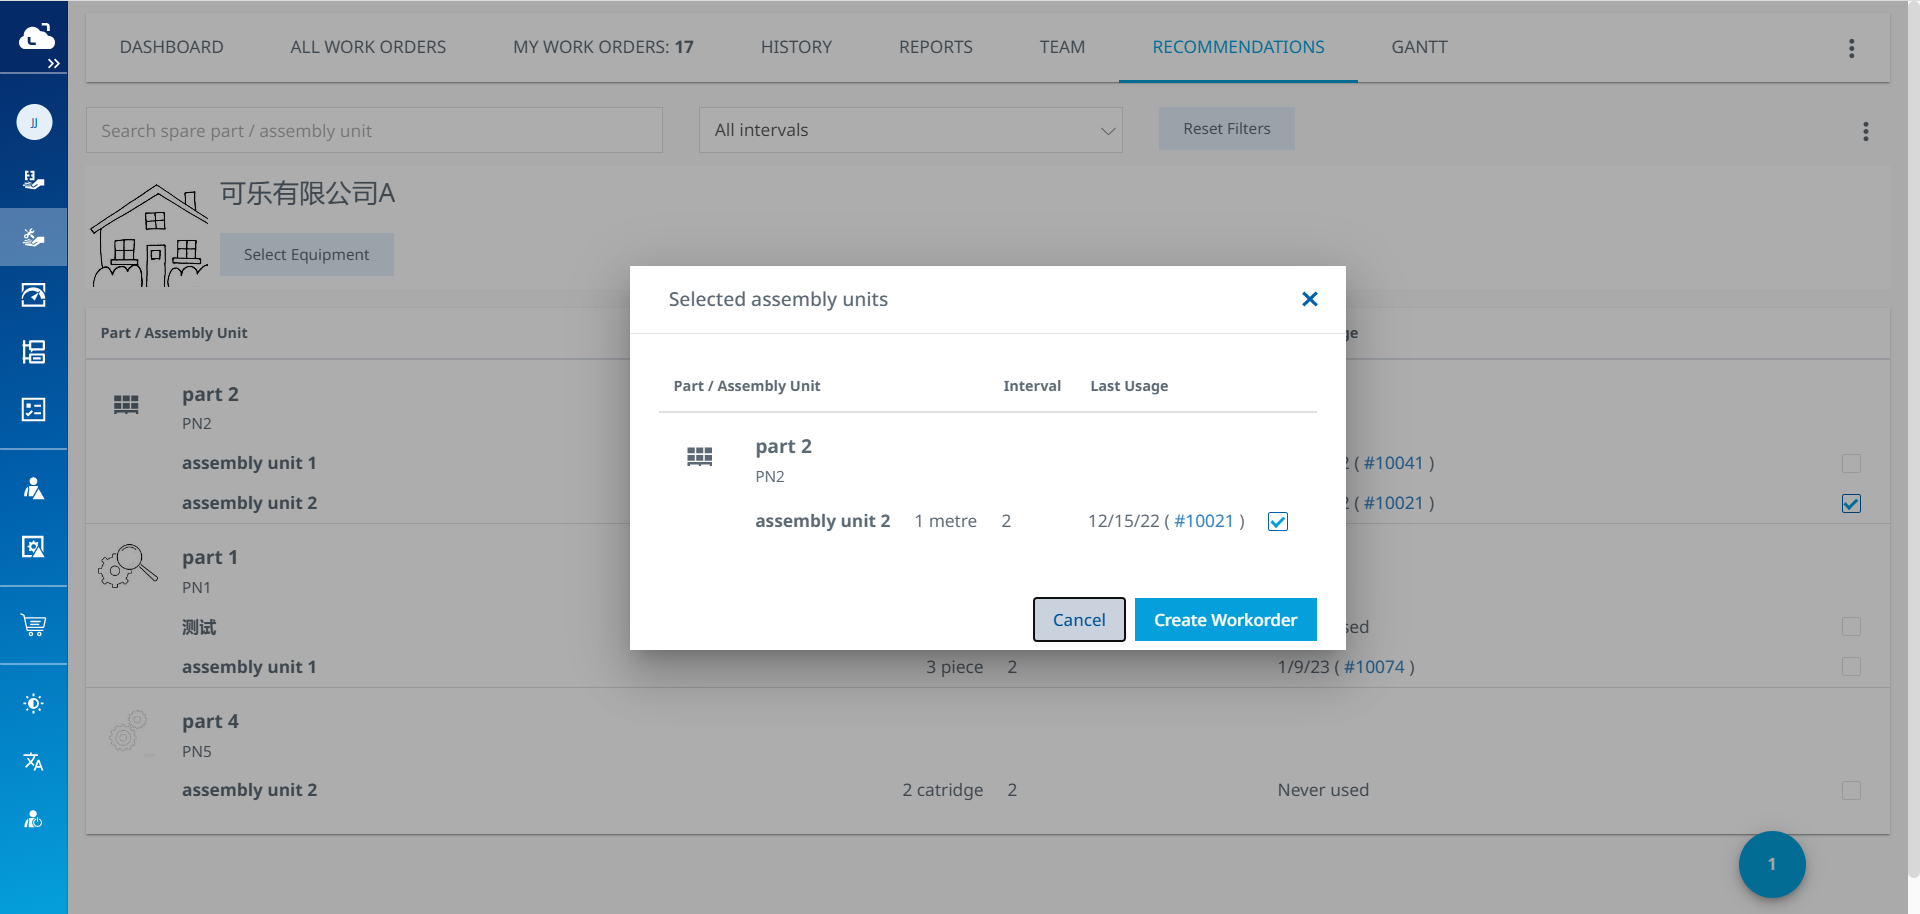 DASHBOARD ALL WORK ORDERS MY WORK ORDERS: 17 HISTORY REPORTS TEAM RECOMMENDATIONS GANTT
JJ
Search spare part / assembly unit All intervals Reset Filters
可乐有限公司A
Select Equipment
Selected assembly units
Part / Assembly Unit Interval Last Usage
part 2
PN2
assembly unit 2 1 metre 2 12/15/22 ( #10021 )
Cancel Create Workorder
Part / Assembly Unit
part 2
PN2
assembly unit 1 ( #10041 )
assembly unit 2 ( #10021 )
part 1
PN1
测试
assembly unit 1 3 piece 2 1/9/23 ( #10074 )
part 4
PN5
assembly unit 2 2 catridge 2 Never used
1